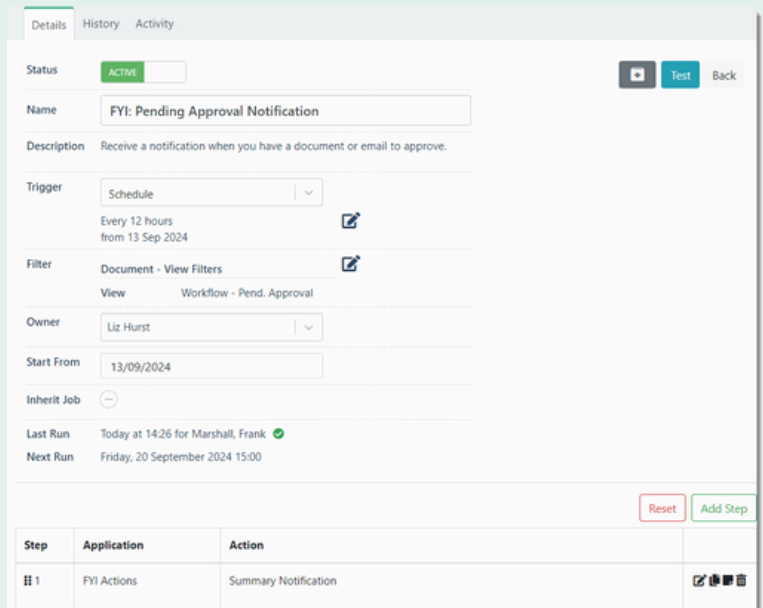 Details History Activity
Status ACTIVE Test Back
Name FYI: Pending Approval Notification
Description Receive a notification when you have a document or email to approve.
Trigger Schedule
Every 12 hours
from 13 Sep 2024
Filter Document - View Filters
View Workflow - Pend. Approval
Owner Liz Hurst
Start From 13/09/2024
Inherit Job
Last Run Today at 14:26 for Marshall, Frank
Next Run Friday, 20 September 2024 15:00
Reset Add Step
Step Application Action
1 FYI Actions Summary Notification